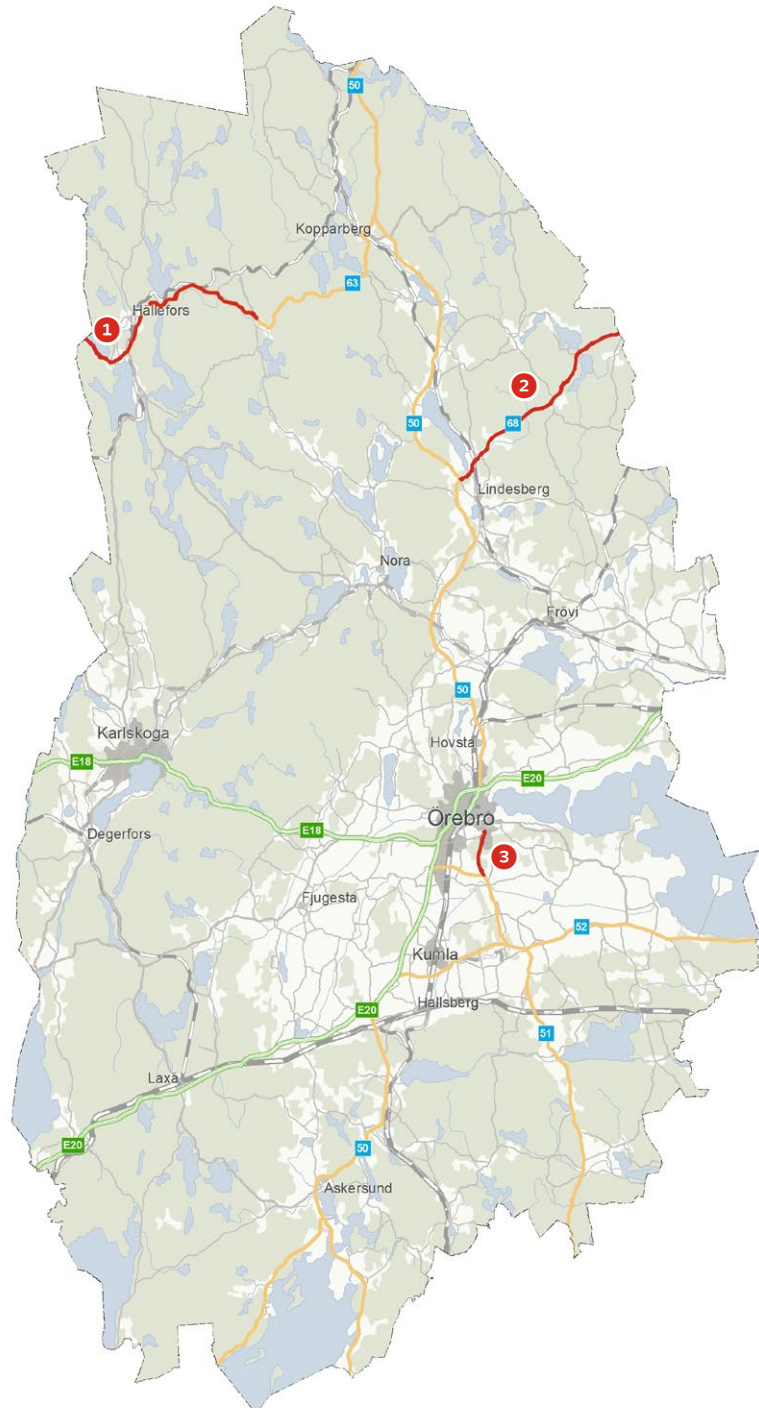 50
Kopparberg
63
Hällefors
1
2
50
68
Lindesberg
Nora
Frövi
50
Karlskoga
Hovsta
E18
E20
Örebro
E18
Degerfors
3
Fjugesta
52
Kumla
Hallsberg
E20
51
Laxå
E20
50
Askersund